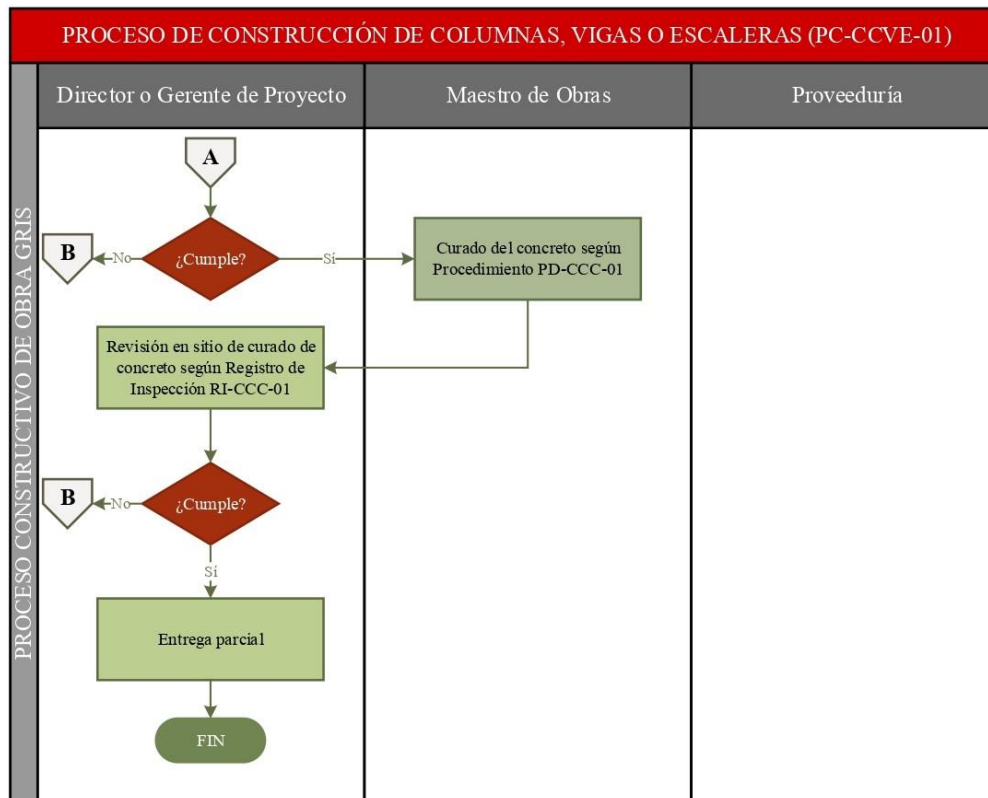 PROCESO DE CONSTRUCCIÓN DE COLUMNAS, VIGAS O ESCALERAS (PC-CCVE-01)
PROCESO CONSTRUCTIVO DE OBRA GRIS
Director o Gerente de Proyecto
Maestro de Obras
Proveeduría
A
B
No
¿Cumple?
Sí
Curado del concreto según
Procedimiento PD-CCC-01
Revisión en sitio de curado de
concreto según Registro de
Inspección RI-CCC-01
B
No
¿Cumple?
Sí
Entrega parcial
FIN